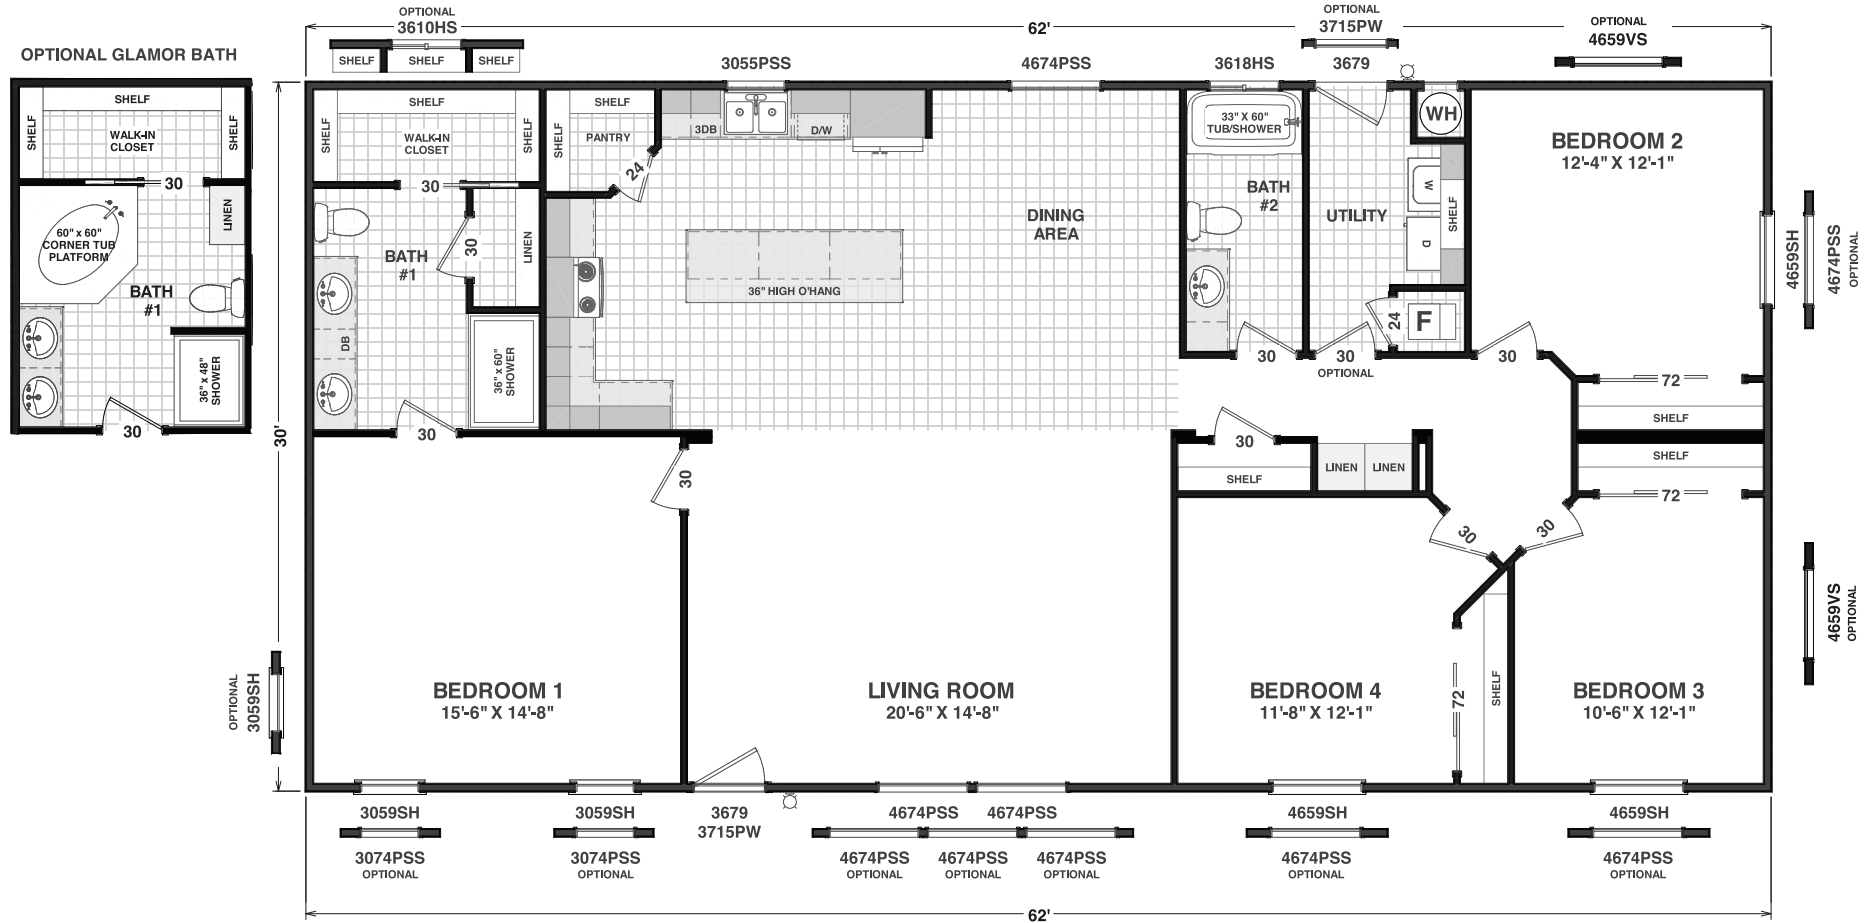 OPTIONAL
3610HS
62'
OPTIONAL
3715PW
OPTIONAL
4659VS
OPTIONAL GLAMOR BATH
SHELF
SHELF
SHELF
3055PSS
4674PSS
3618HS
3679
SHELF
SHELF
WALK-IN
CLOSET
SHELF
30
LINEN
60" x 60"
CORNER TUB
PLATFORM
BATH
#1
36" x 48"
SHOWER
30
30'
SHELF
SHELF
WALK-IN
CLOSET
SHELF
30
BATH
#1
30
LINEN
DB
36" x 60"
SHOWER
30
SHELF
SHELF
PANTRY
24
3DB
D/W
36" HIGH O'HANG
DINING
AREA
33" X 60"
TUB/SHOWER
BATH
#2
30
WH
UTILITY
W
D
SHELF
24
F
30
OPTIONAL
BEDROOM 2
12'-4" X 12'-1"
30
72
SHELF
4659SH
4674PSS
OPTIONAL
30
SHELF
LINEN
LINEN
SHELF
72
30
30
30
BEDROOM 1
15'-6" X 14'-8"
LIVING ROOM
20'-6" X 14'-8"
BEDROOM 4
11'-8" X 12'-1"
72
SHELF
BEDROOM 3
10'-6" X 12'-1"
4659VS
OPTIONAL
OPTIONAL
3059SH
3059SH
3059SH
3679
3715PW
4674PSS
4674PSS
4659SH
4659SH
3074PSS
OPTIONAL
3074PSS
OPTIONAL
4674PSS
OPTIONAL
4674PSS
OPTIONAL
4674PSS
OPTIONAL
4674PSS
OPTIONAL
4674PSS
OPTIONAL
62'